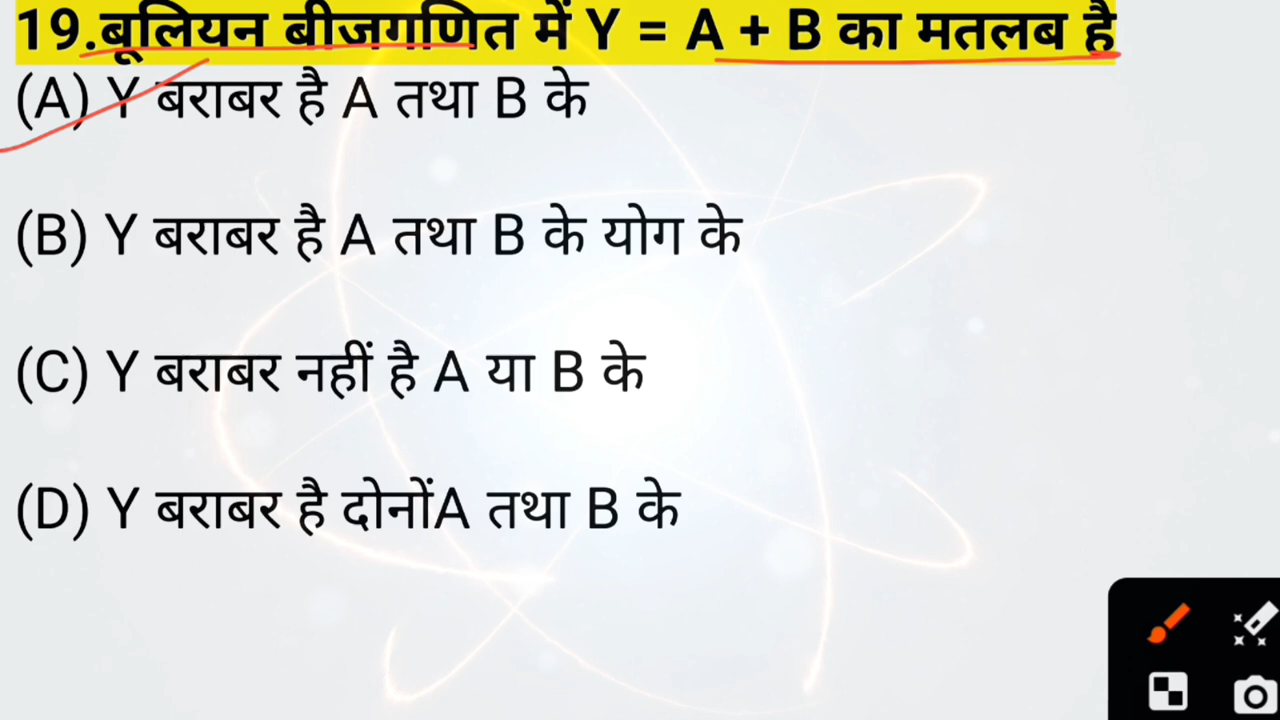 19.बूलियन बीजगणित में Y = A + B का मतलब है
(A) Y बराबर है A तथा B के
(B) Y बराबर है A तथा B के योग के
(C) Y बराबर नहीं है A या B के
(D) Y बराबर है दोनोंA तथा B के